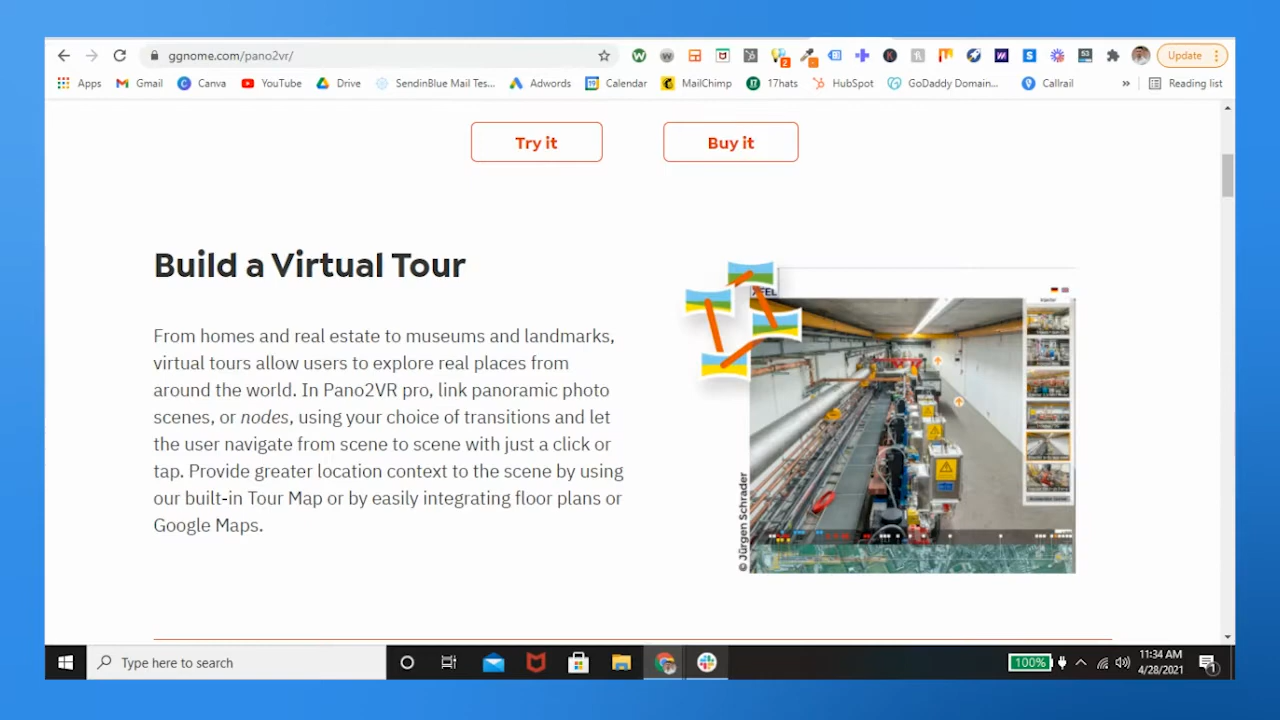 ggnome.com/pano2vr/
Update
Apps
Gmail
Canva
YouTube
Drive
SendinBlue Mail Tes...
Adwords
Calendar
MailChimp
17hats
HubSpot
GoDaddy Domain...
Callrail
»
Reading list
Try it
Buy it
Build a Virtual Tour
From homes and real estate to museums and landmarks,
virtual tours allow users to explore real places from
around the world. In Pano2VR pro, link panoramic photo
scenes, or nodes, using your choice of transitions and let
the user navigate from scene to scene with just a click or
tap. Provide greater location context to the scene by using
our built-in Tour Map or by easily integrating floor plans or
Google Maps.
XFEL
© Jürgen Schrader
Type here to search
100%
11:34 AM
4/28/2021
1